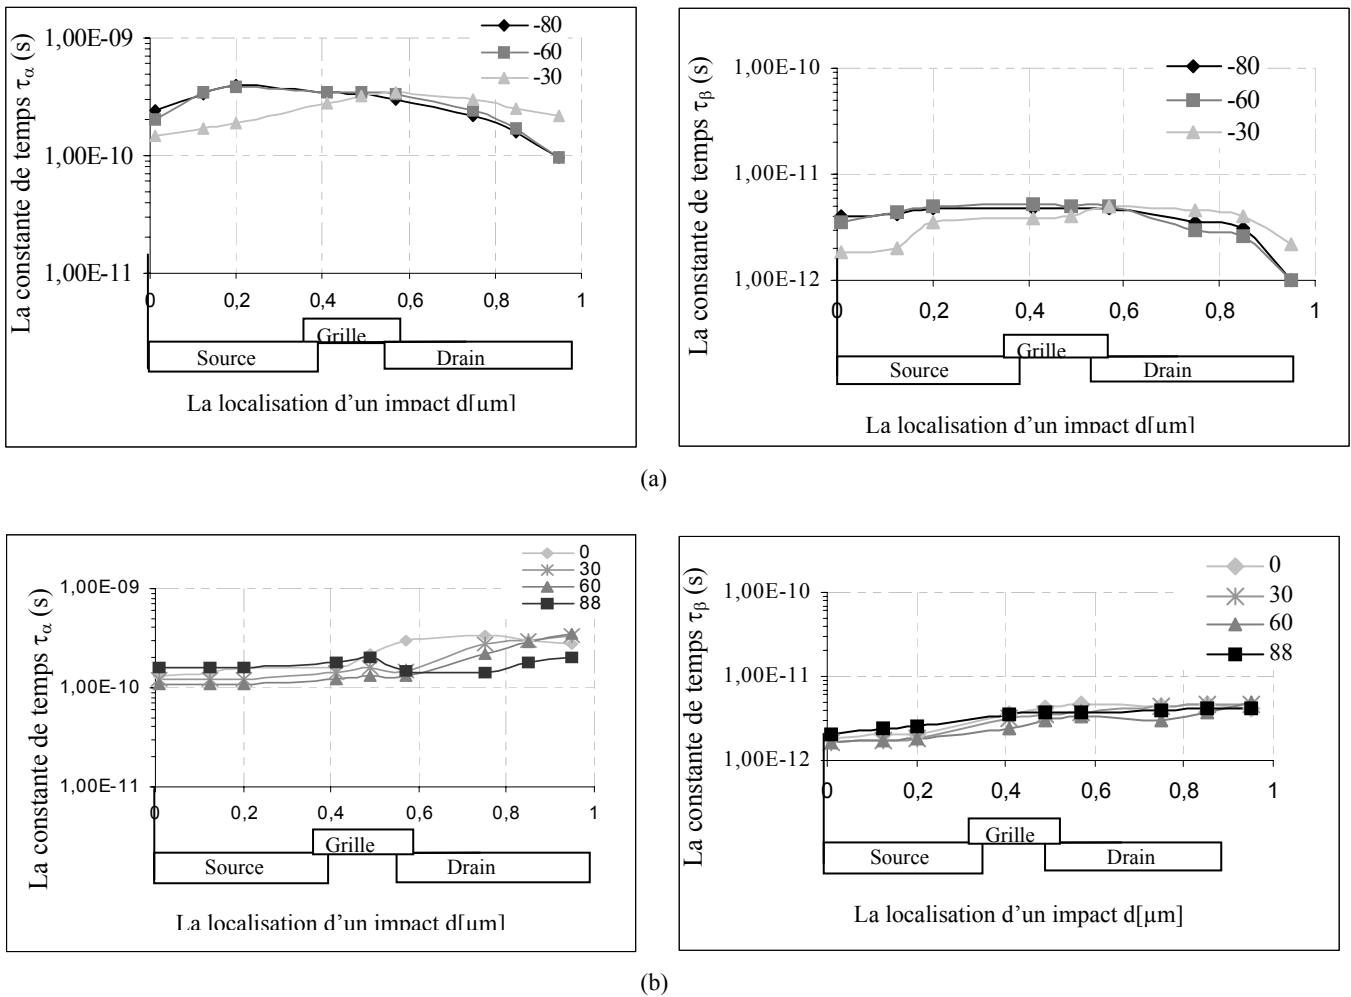 La constante de temps τα (s)
1,00E-09
1,00E-10
1,00E-11
-80
-60
-30
0
0,2
0,4
0,6
0,8
1
Grille
Source
Drain
La localisation d'un impact d[µm]
La constante de temps τβ (s)
1,00E-10
1,00E-11
1,00E-12
-80
-60
-30
0
0,2
0,4
0,6
0,8
1
Grille
Source
Drain
La localisation d'un impact d[µm]
(a)
La constante de temps τα (s)
1,00E-09
1,00E-10
1,00E-11
0
30
60
88
0
0,2
0,4
0,6
0,8
1
Grille
Source
Drain
La localisation d'un impact d[µm]
La constante de temps τβ (s)
1,00E-10
1,00E-11
1,00E-12
0
30
60
88
0
0,2
0,4
0,6
0,8
1
Grille
Source
Drain
La localisation d'un impact d[µm]
(b)